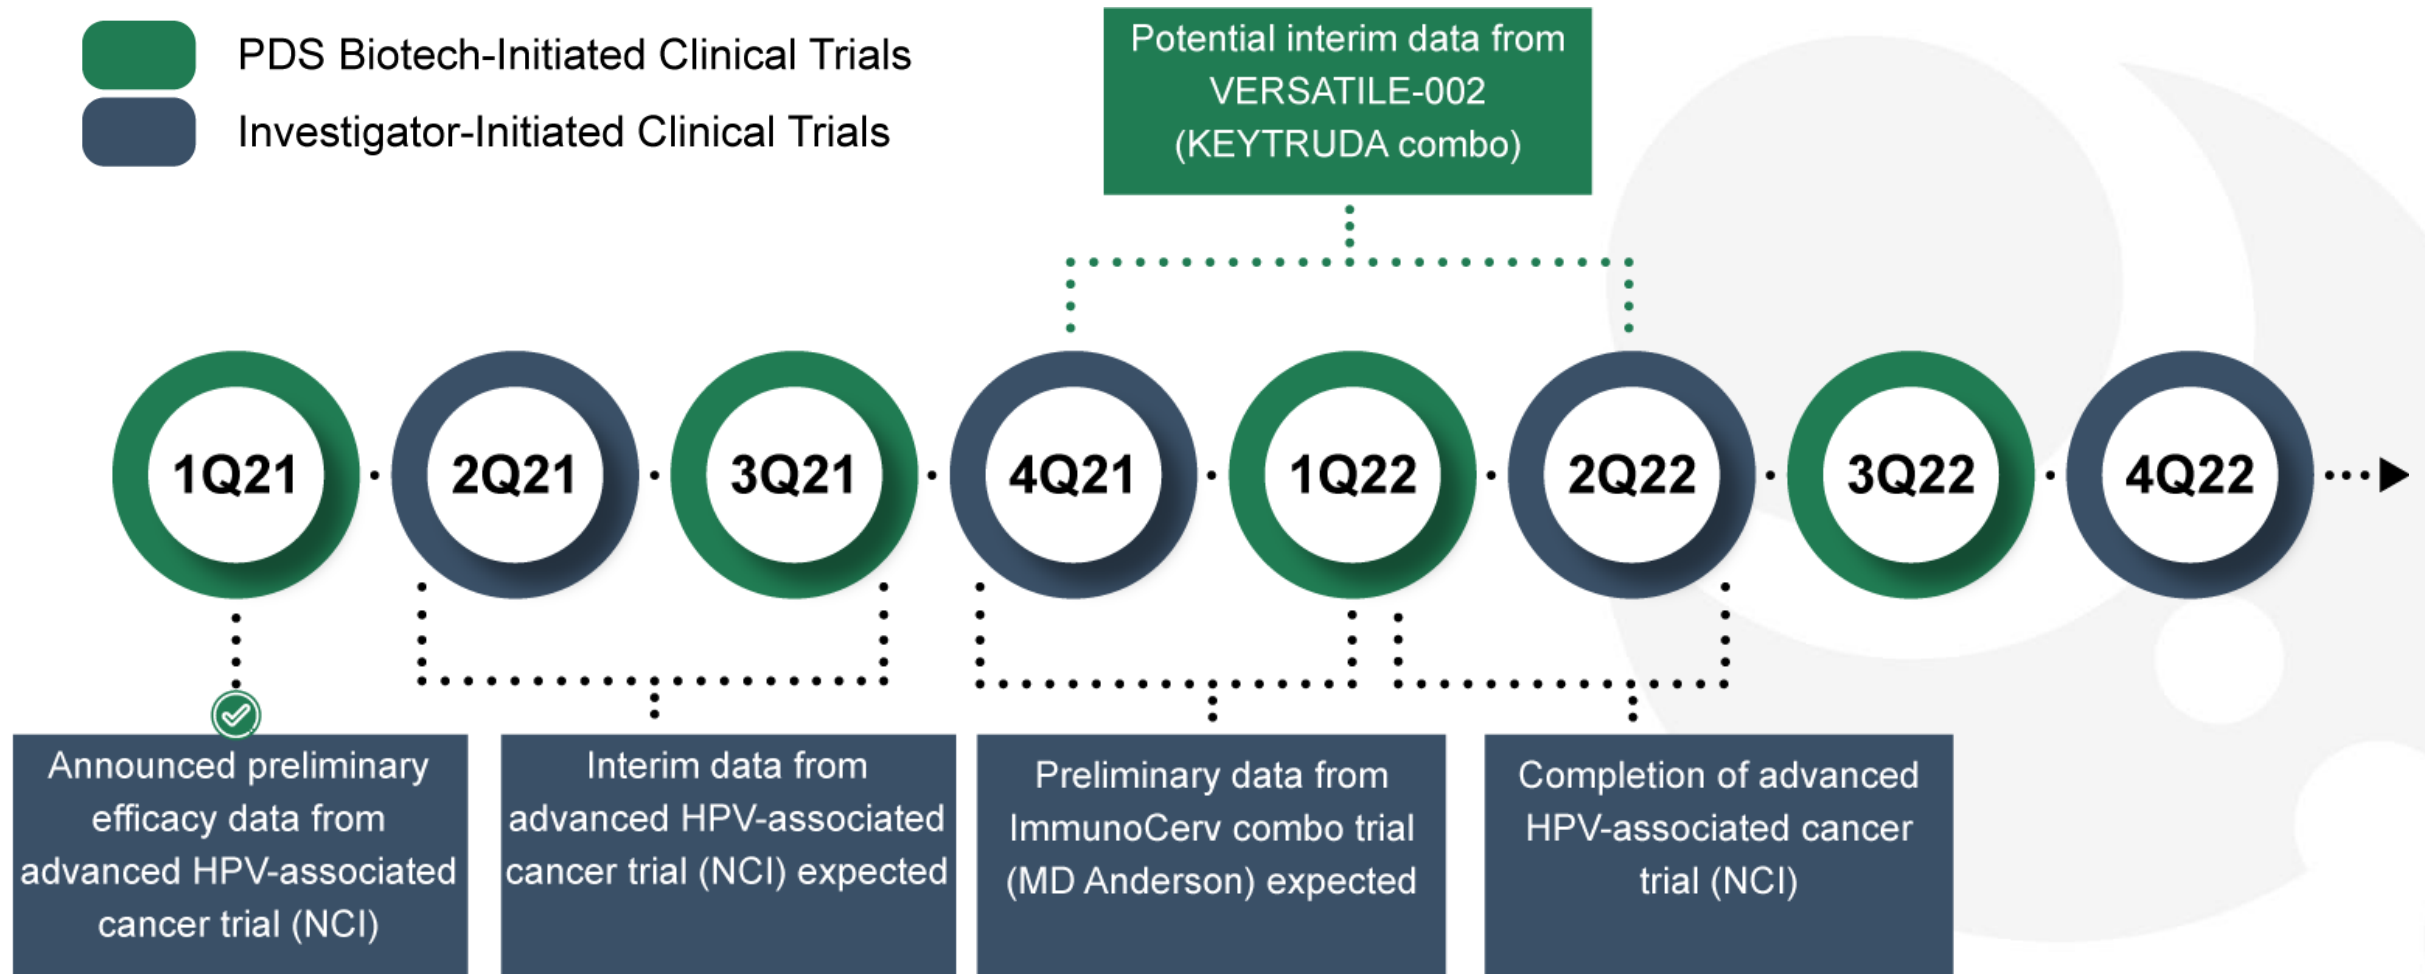 PDS Biotech-Initiated Clinical Trials
Investigator-Initiated Clinical Trials
Potential interim data from
VERSATILE-002
(KEYTRUDA combo)
1Q21
2Q21
3Q21
4Q21
1Q22
2Q22
3Q22
4Q22
Announced preliminary
efficacy data from
advanced HPV-associated
cancer trial (NCI)
Interim data from
advanced HPV-associated
cancer trial (NCI) expected
Preliminary data from
ImmunoCerv combo trial
(MD Anderson) expected
Completion of advanced
HPV-associated cancer
trial (NCI)